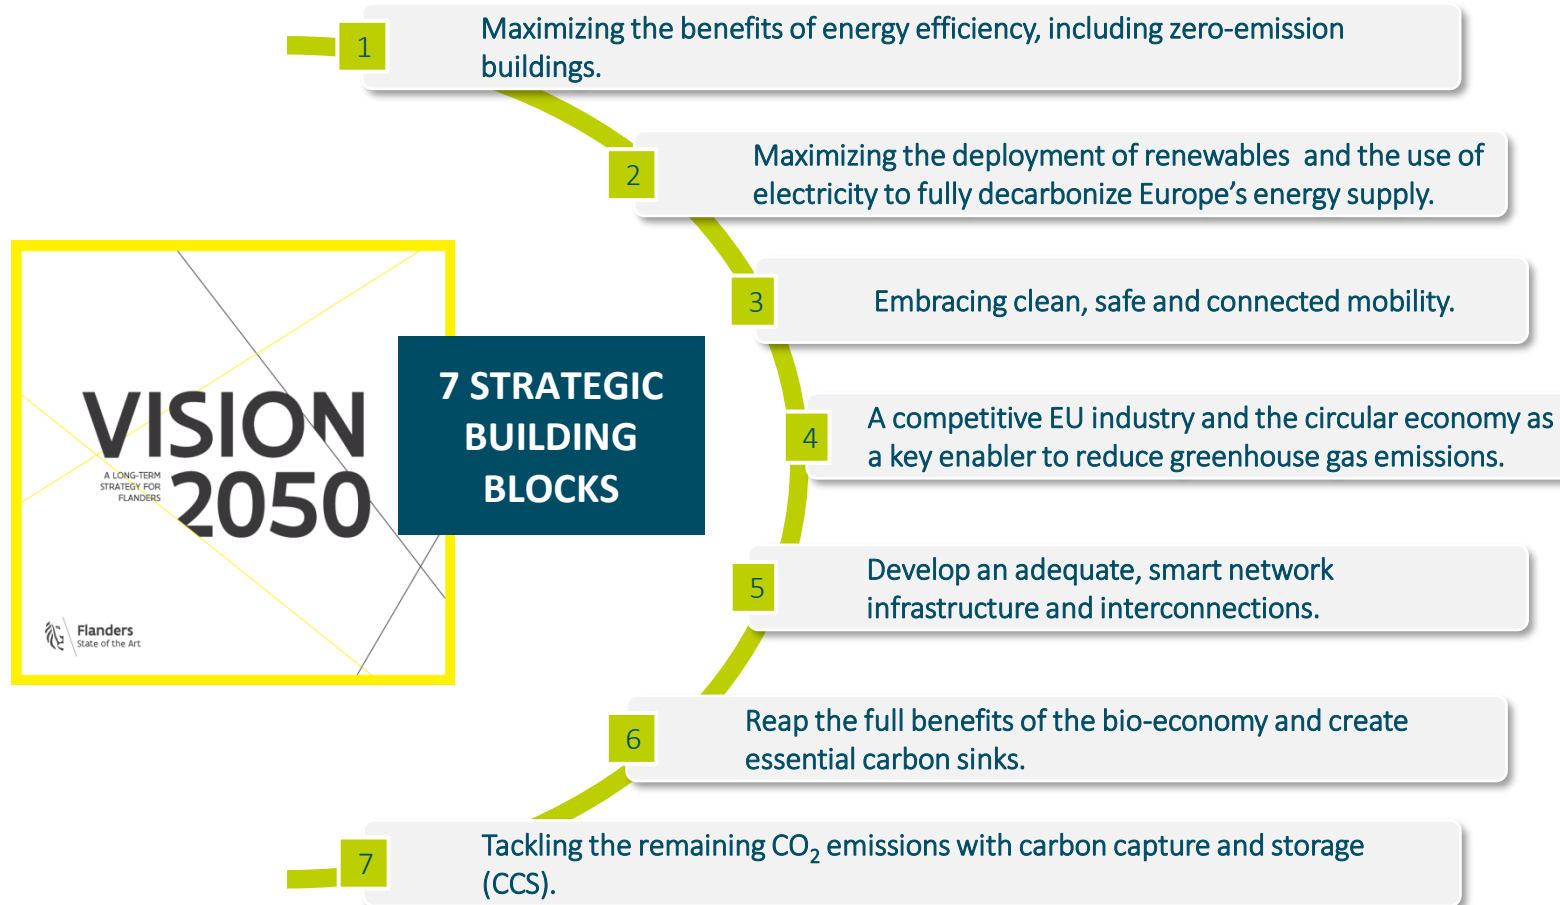 1
Maximizing the benefits of energy efficiency, including zero-emission
buildings.
2
Maximizing the deployment of renewables and the use of
electricity to fully decarbonize Europe’s energy supply.
3
Embracing clean, safe and connected mobility.
VISION
2050
A LONG-TERM
STRATEGY FOR
FLANDERS
Flanders
State of the Art
7 STRATEGIC
BUILDING
BLOCKS
4
A competitive EU industry and the circular economy as
a key enabler to reduce greenhouse gas emissions.
5
Develop an adequate, smart network
infrastructure and interconnections.
6
Reap the full benefits of the bio-economy and create
essential carbon sinks.
7
Tackling the remaining CO₂ emissions with carbon capture and storage
(CCS).